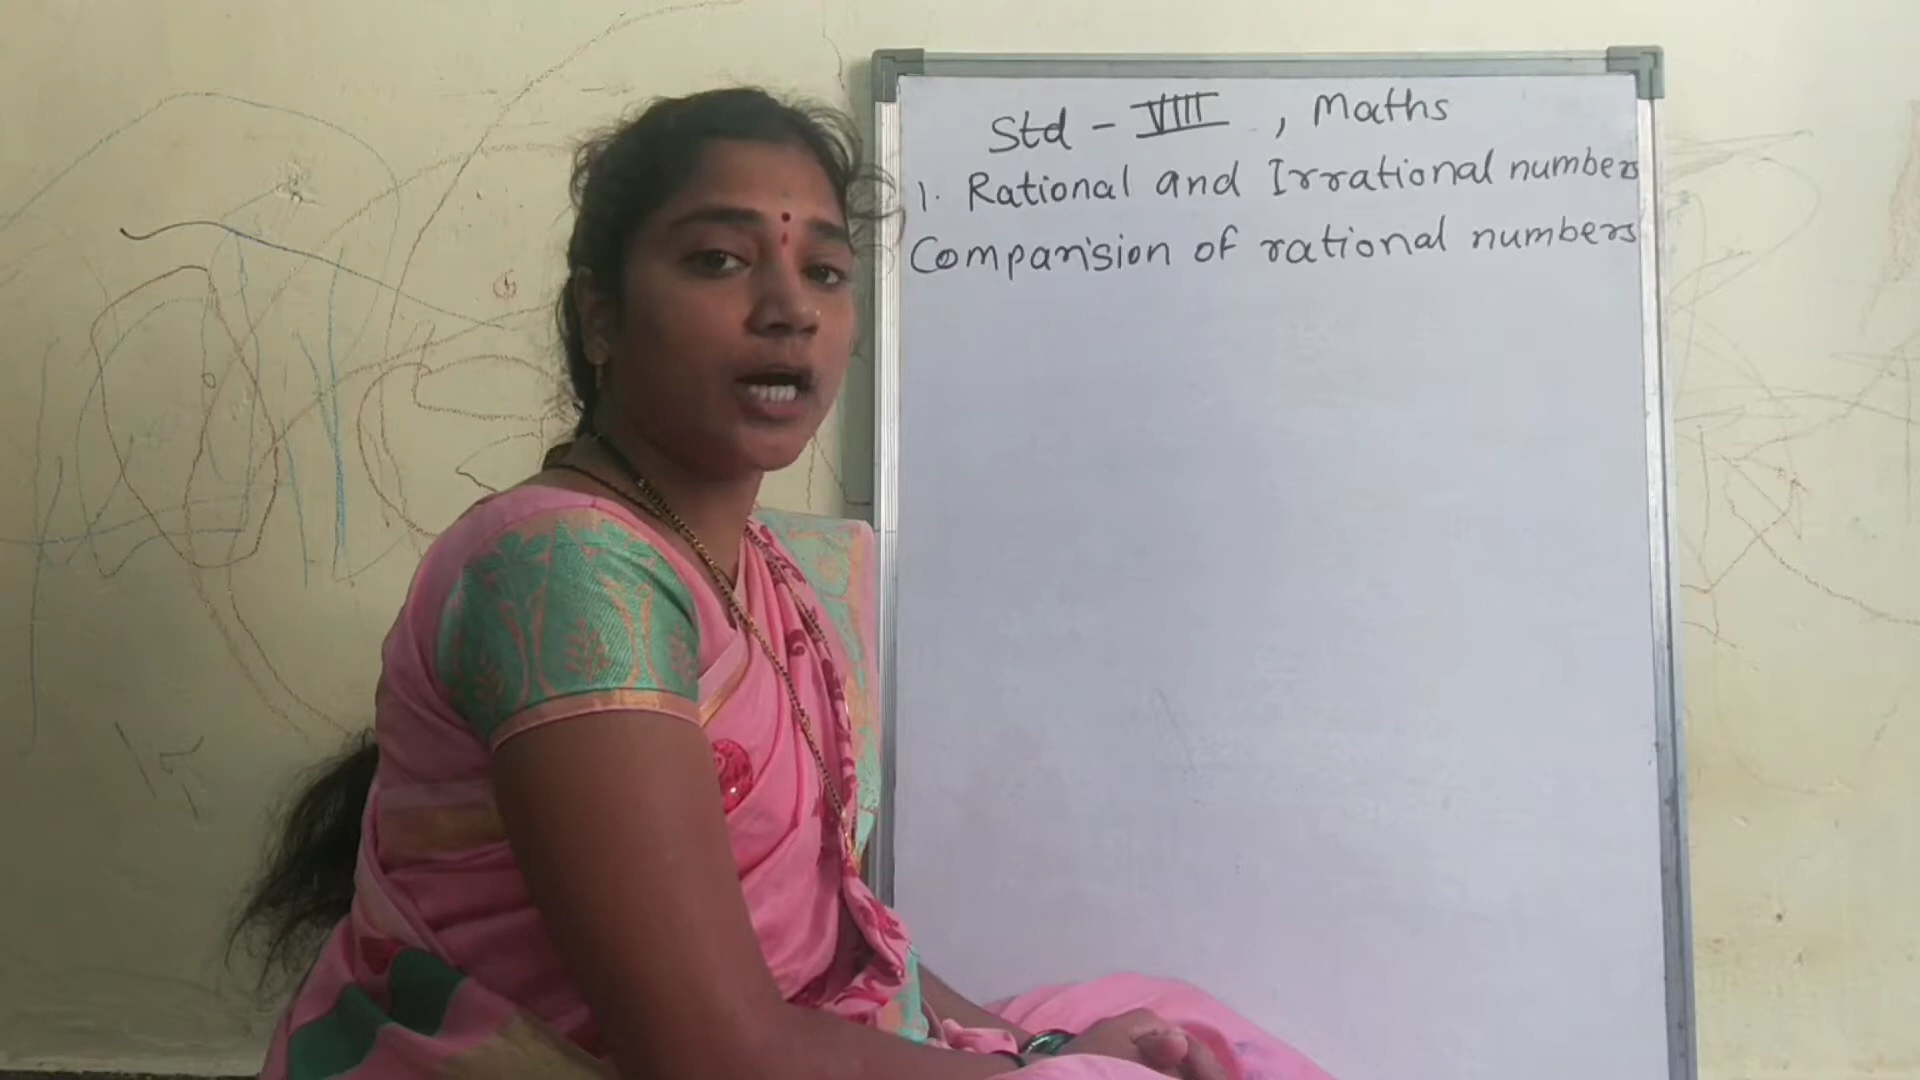 Std - VIII , Maths
1. Rational and Irrational numbers
Comparision of rational numbers